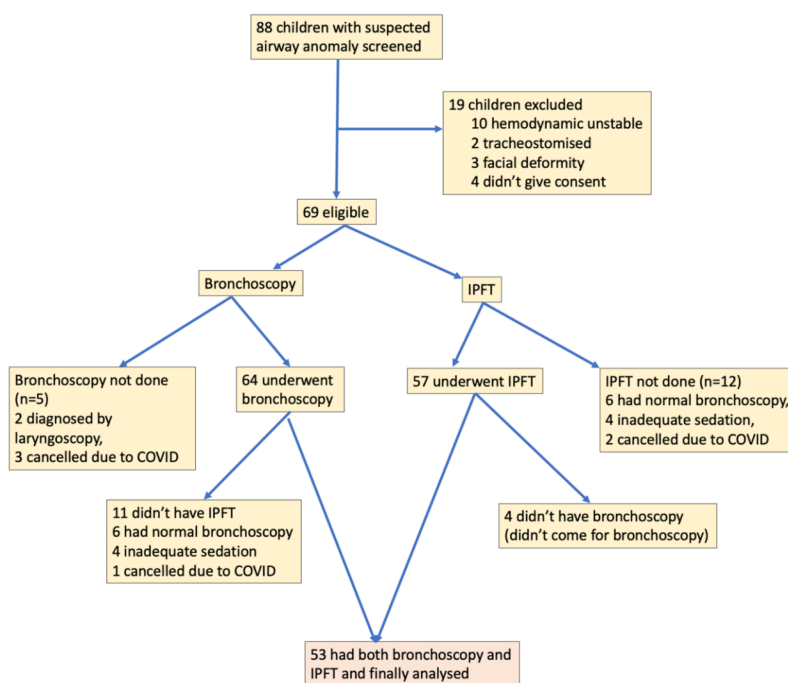 88 children with suspected
airway anomaly screened
19 children excluded
10 hemodynamic unstable
2 tracheostomised
3 facial deformity
4 didn't give consent
69 eligible
Bronchoscopy
IPFT
Bronchoscopy not done
(n=5)
2 diagnosed by
laryngoscopy,
3 cancelled due to COVID
64 underwent
bronchoscopy
57 underwent IPFT
IPFT not done (n=12)
6 had normal bronchoscopy,
4 inadequate sedation,
2 cancelled due to COVID
11 didn't have IPFT
6 had normal bronchoscopy
4 inadequate sedation
1 cancelled due to COVID
4 didn't have bronchoscopy
(didn't come for bronchoscopy)
53 had both bronchoscopy and
IPFT and finally analysed